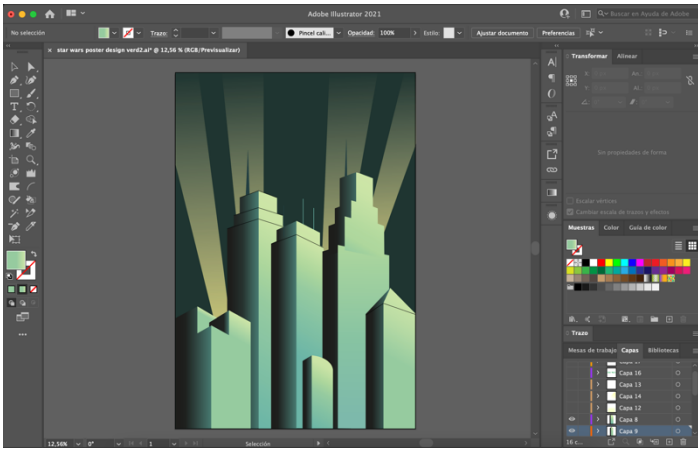 Adobe Illustrator 2021
Buscar en Ayuda de Adobe
No selección
Trazo:
Pincel cali...
Opacidad: 100%
Estilo:
Ajustar documento
Preferencias
× star wars poster design verd2.ai* @ 12,56 % (RGB/Previsualizar)
Transformar Alinear
X:
An.:
Y:
Al.:
Sin propiedades de forma
Escalar vértices
Cambiar escala de trazos y efectos
Muestras Color Guía de color
Trazo
Mesas de trabajo Capas Bibliotecas
Capa 16
Capa 13
Capa 14
Capa 12
Capa 8
Capa 9
16 c...
12,56% 0° 1 Selección